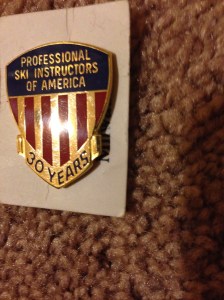 PROFESSIONAL
SKI INSTRUCTORS
OF AMERICA
30 YEARS